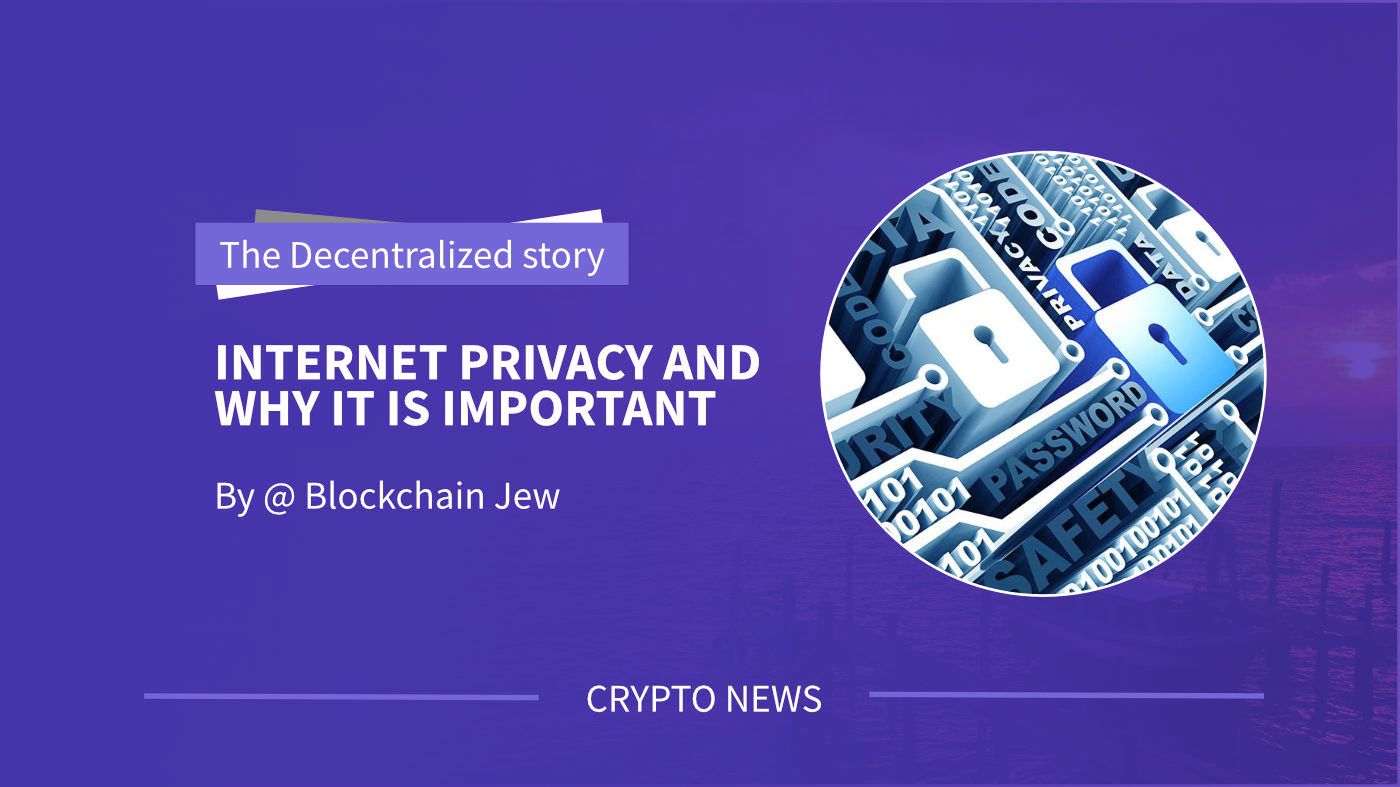 The Decentralized story
INTERNET PRIVACY AND
WHY IT IS IMPORTANT
By @ Blockchain Jew
CRYPTO NEWS
CODE
PRIVACY
DATA
PASSWORD
SAFETY